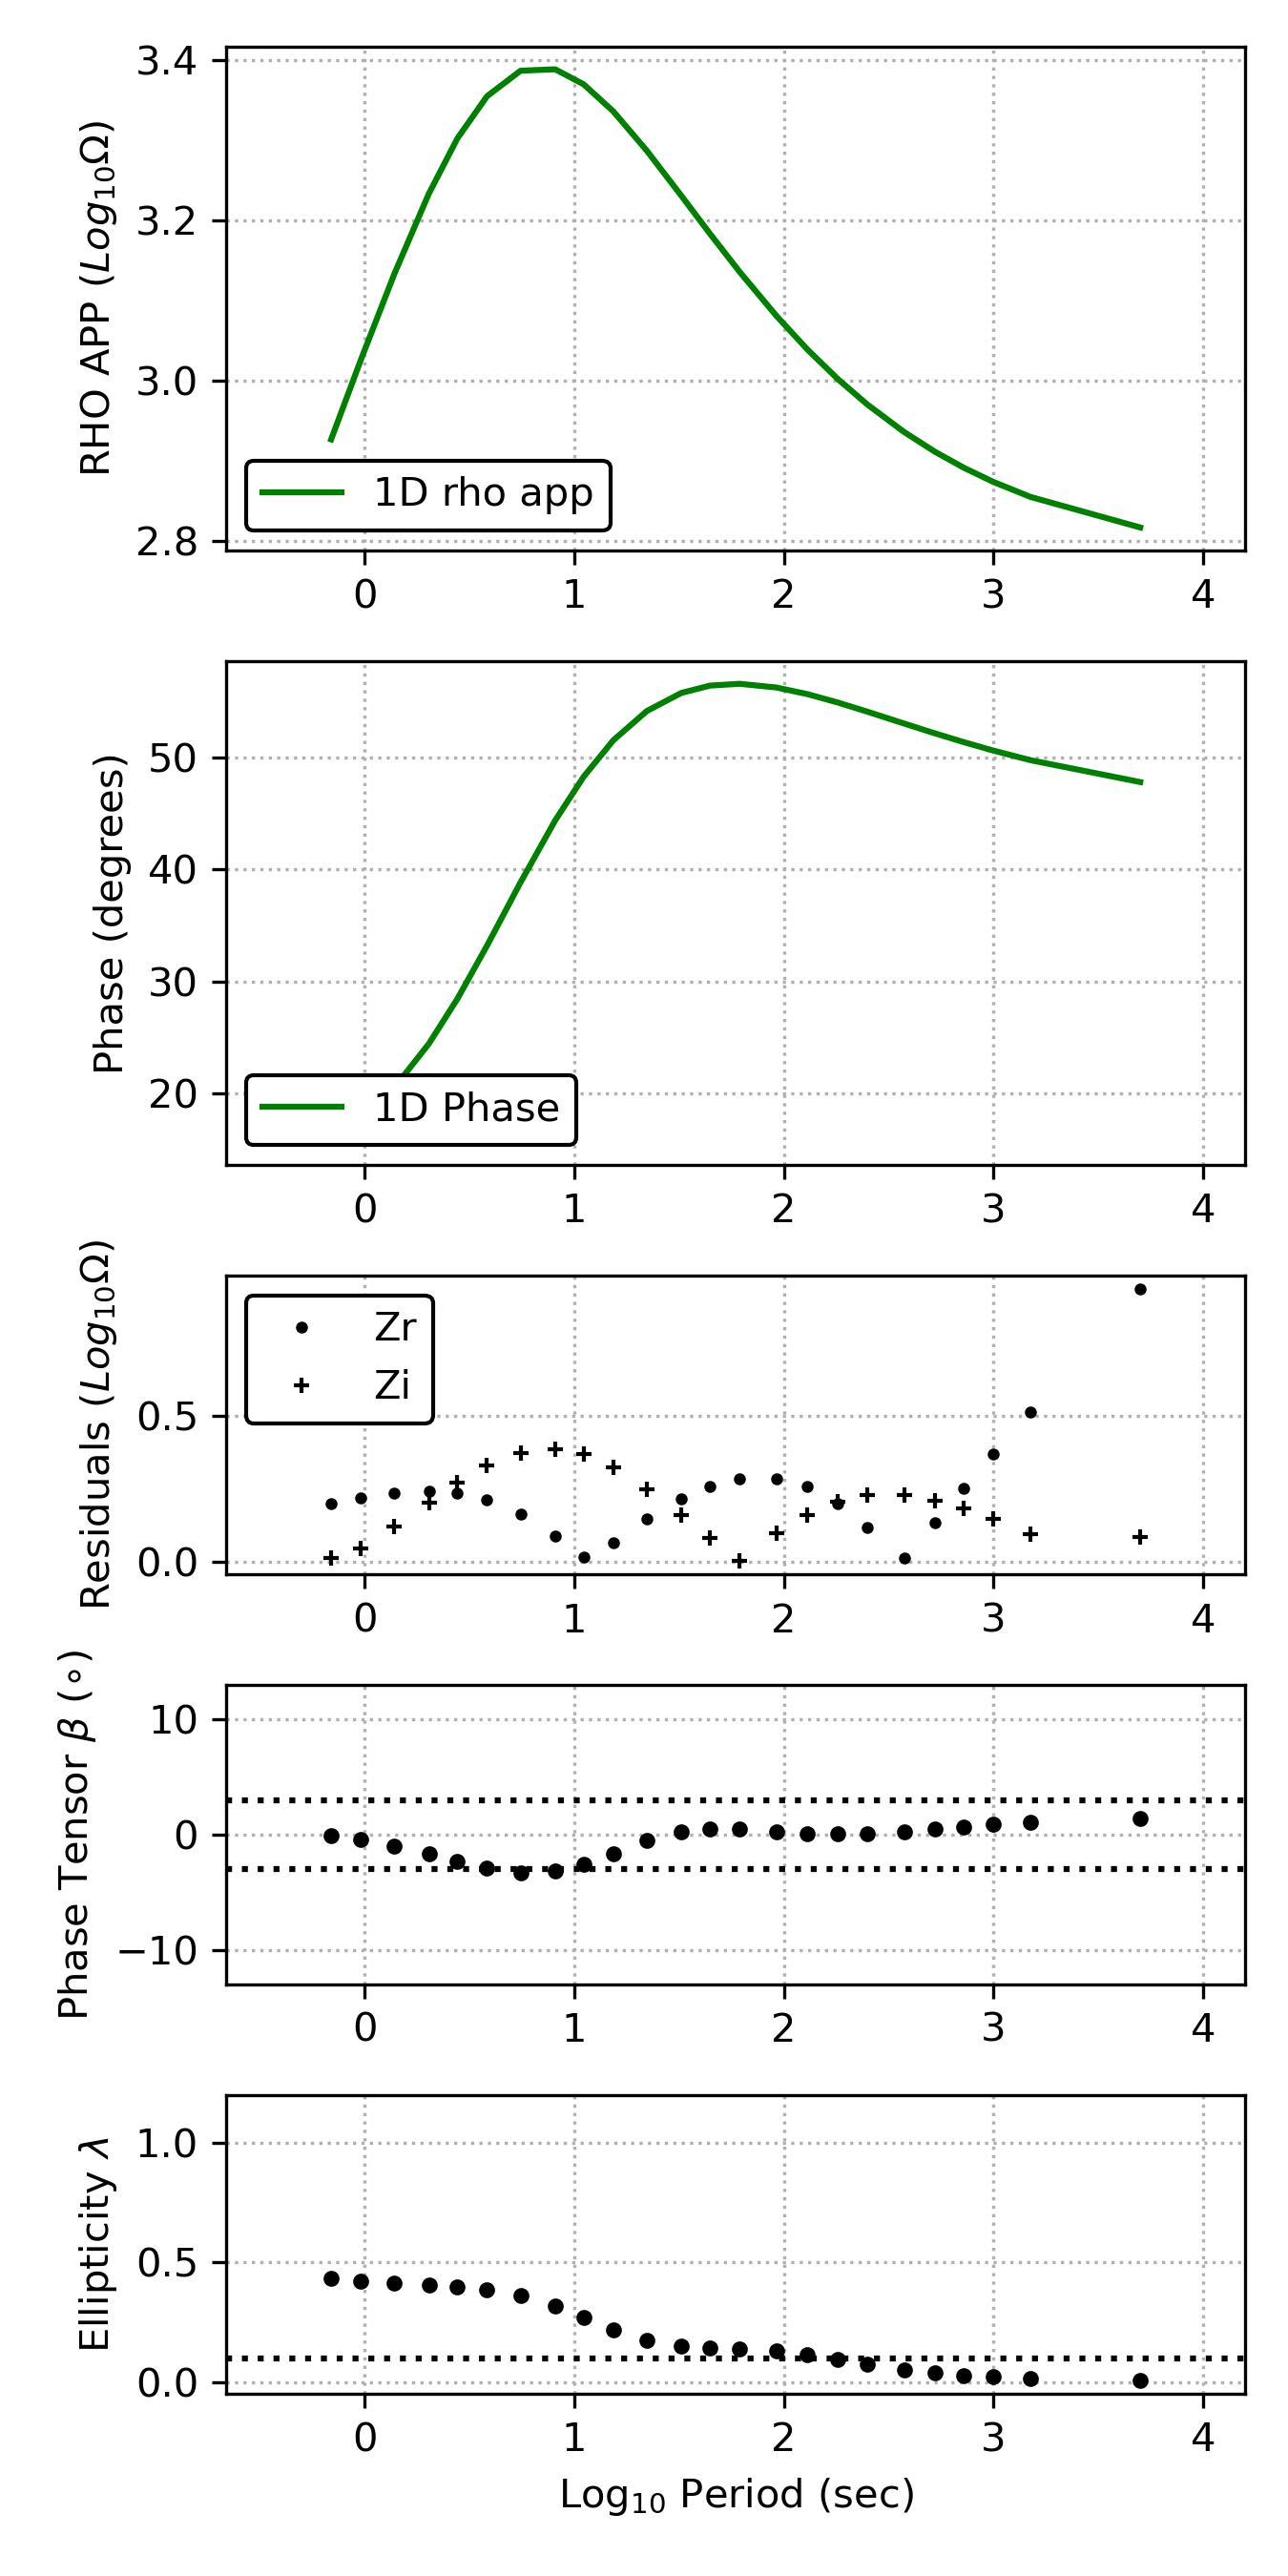 RHO APP (Log₁₀Ω)
3.4
3.2
3.0
2.8
1D rho app
0 1 2 3 4
Phase (degrees)
50
40
30
20
1D Phase
0 1 2 3 4
Residuals (Log₁₀Ω)
0.5
0.0
Zr
Zi
0 1 2 3 4
Phase Tensor β (∘)
10
0
−10
0 1 2 3 4
Ellipticity λ
1.0
0.5
0.0
0 1 2 3 4
Log₁₀ Period (sec)